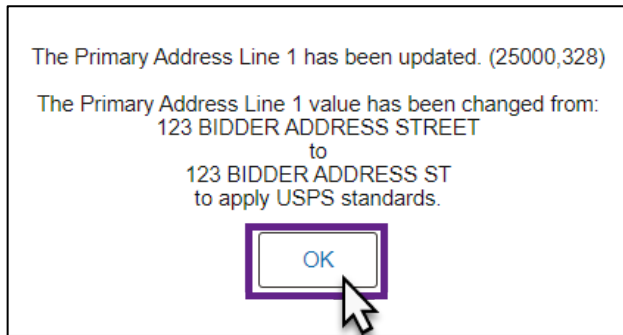 The Primary Address Line 1 has been updated. (25000,328)
The Primary Address Line 1 value has been changed from:
123 BIDDER ADDRESS STREET
to
123 BIDDER ADDRESS ST
to apply USPS standards.
OK